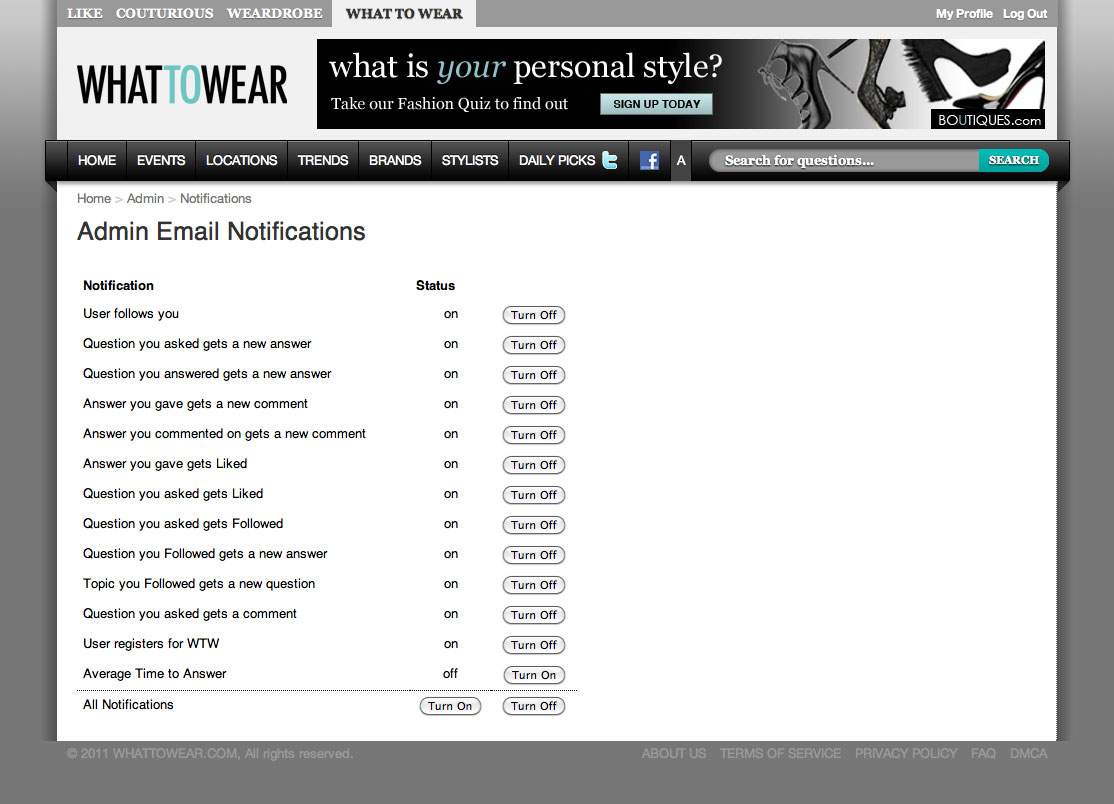 LIKE COUTURIOUS WEARDROBE WHAT TO WEAR My Profile Log Out
WHATTOWEAR
what is your personal style?
Take our Fashion Quiz to find out SIGN UP TODAY
BOUTIQUES.com
HOME EVENTS LOCATIONS TRENDS BRANDS STYLISTS DAILY PICKS t f A Search for questions... SEARCH
Home > Admin > Notifications
Admin Email Notifications
Notification Status
User follows you on Turn Off
Question you asked gets a new answer on Turn Off
Question you answered gets a new answer on Turn Off
Answer you gave gets a new comment on Turn Off
Answer you commented on gets a new comment on Turn Off
Answer you gave gets Liked on Turn Off
Question you asked gets Liked on Turn Off
Question you asked gets Followed on Turn Off
Question you Followed gets a new answer on Turn Off
Topic you Followed gets a new question on Turn Off
Question you asked gets a comment on Turn Off
User registers for WTW on Turn Off
Average Time to Answer off Turn On
All Notifications Turn On Turn Off
© 2011 WHATTOWEAR.COM, All rights reserved. ABOUT US TERMS OF SERVICE PRIVACY POLICY FAQ DMCA